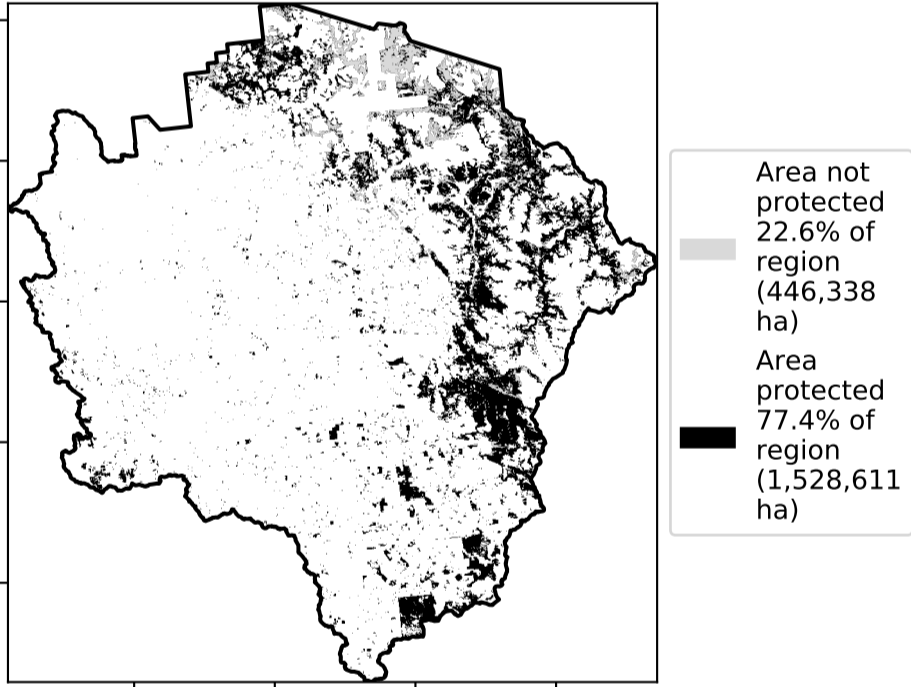 Area not
protected
22.6% of
region
(446,338
ha)
Area
protected
77.4% of
region
(1,528,611
ha)